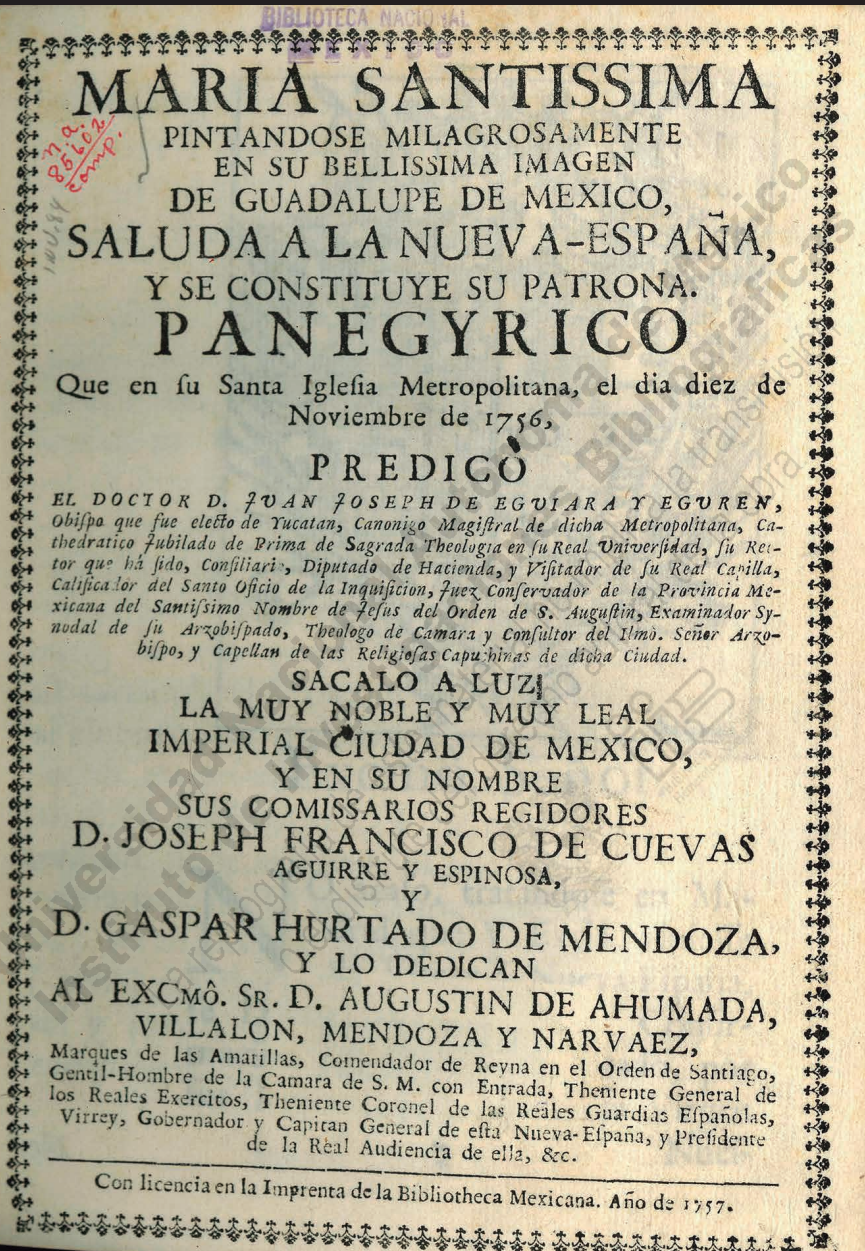 BIBLIOTECA NACIONAL
MEXICO
n.a.
85602
comp.
MARIA SANTISSIMA
PINTANDOSE MILAGROSAMENTE
EN SU BELLISSIMA IMAGEN
DE GUADALUPE DE MEXICO,
SALUDA A LA NUEVA-ESPAÑA,
Y SE CONSTITUYE SU PATRONA.
PANEGYRICO
Que en ſu Santa Igleſia Metropolitana, el dia diez de
Noviembre de 1756,
PREDICÒ
EL DOCTOR D. JVAN JOSEPH DE EGVIARA Y EGVREN,
Obiſpo que fue electo de Yucatan, Canonigo Magiſtral de dicha Metropolitana, Ca-
thedratico Jubilado de Prima de Sagrada Theologia en ſu Real Vniverſidad, ſu Rec-
tor que hà ſido, Conſiliario, Diputado de Hacienda, y Viſitador de ſu Real Capilla,
Calificador del Santo Oficio de la Inquiſicion, Juez Conſervador de la Provincia Me-
xicana del Santiſsimo Nombre de Jeſus del Orden de S. Auguſtin, Examinador Sy-
nodal de ſu Arzobiſpado, Theologo de Camara y Conſultor del Ilmô. Señor Arzo-
biſpo, y Capellan de las Religioſas Capuchinas de dicha Ciudad.
SACALO A LUZ
LA MUY NOBLE Y MUY LEAL
IMPERIAL CIUDAD DE MEXICO,
Y EN SU NOMBRE
SUS COMISSARIOS REGIDORES
D. JOSEPH FRANCISCO DE CUEVAS
AGUIRRE Y ESPINOSA,
Y
D. GASPAR HURTADO DE MENDOZA,
Y LO DEDICAN
AL EXCMÔ. SR. D. AUGUSTIN DE AHUMADA,
VILLALON, MENDOZA Y NARVAEZ,
Marques de las Amarillas, Comendador de Reyna en el Orden de Santiago,
Gentil-Hombre de la Camara de S. M. con Entrada, Theniente General de
los Reales Exercitos, Theniente Coronel de las Reales Guardias Eſpañolas,
Virrey, Gobernador y Capitan General de eſta Nueva-Eſpaña, y Preſidente
de la Real Audiencia de ella, &c.
Con licencia en la Imprenta de la Bibliotheca Mexicana. Año de 1757.